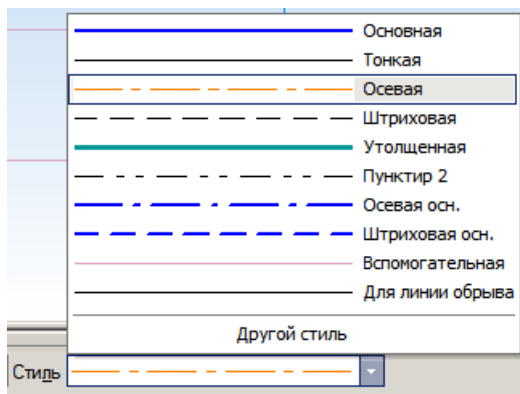 Основная
Тонкая
Осевая
Штриховая
Утолщенная
Пунктир 2
Осевая осн.
Штриховая осн.
Вспомогательная
Для линии обрыва
Другой стиль
Стиль